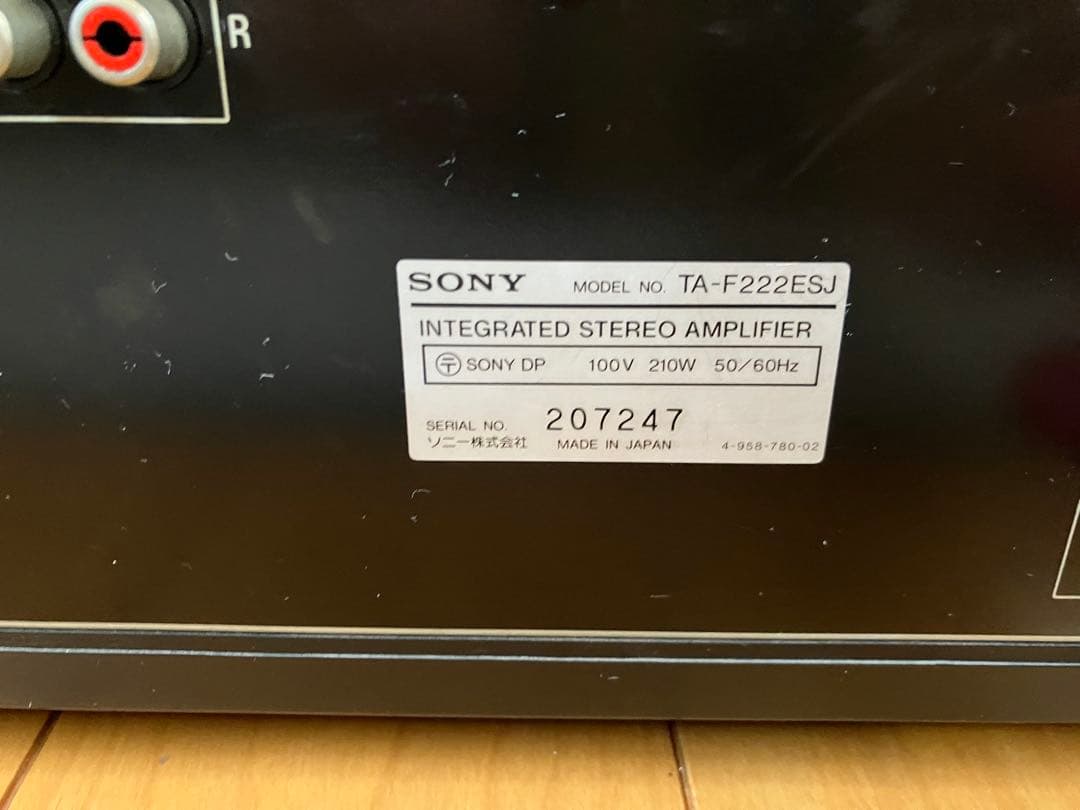 R
SONY MODEL NO. TA-F222ESJ
INTEGRATED STEREO AMPLIFIER
〒 SONY DP 100V 210W 50/60Hz
SERIAL NO. 207247
ソニー株式会社 MADE IN JAPAN 4-958-780-02